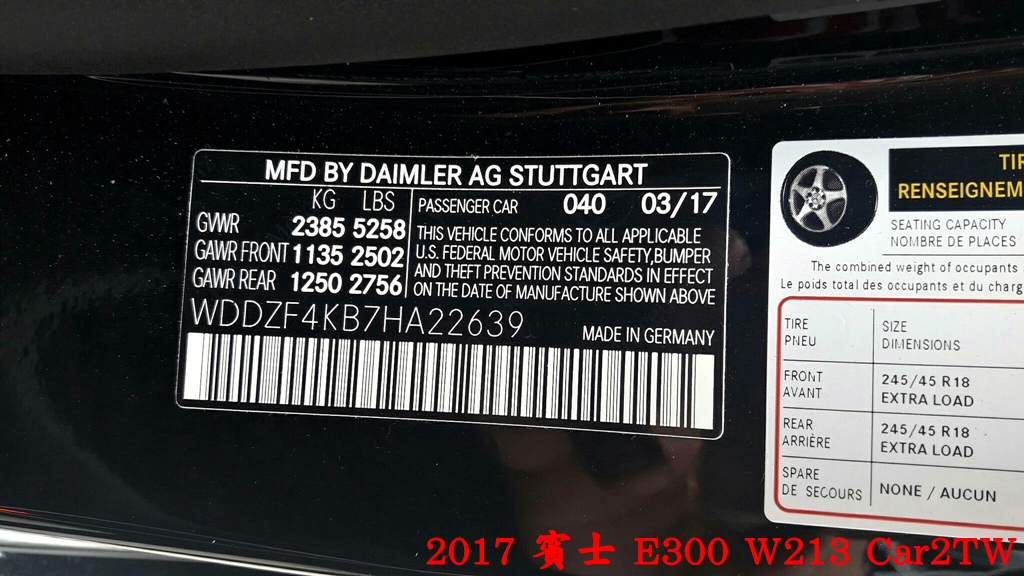 MFD BY DAIMLER AG STUTTGART
KG LBS
GVWR 2385 5258
GAWR FRONT 1135 2502
GAWR REAR 1250 2756
PASSENGER CAR 040 03/17
THIS VEHICLE CONFORMS TO ALL APPLICABLE
U.S. FEDERAL MOTOR VEHICLE SAFETY,BUMPER
AND THEFT PREVENTION STANDARDS IN EFFECT
ON THE DATE OF MANUFACTURE SHOWN ABOVE
WDDZF4KB7HA22639
MADE IN GERMANY
SEATING CAPACITY
NOMBRE DE PLACES
The combined weight of occupants
Le poids total des occupants et du
TIRE SIZE
PNEU DIMENSIONS
FRONT 245/45 R18
AVANT EXTRA LOAD
REAR 245/45 R18
ARRIÈRE EXTRA LOAD
SPARE
DE SECOURS NONE / AUCUN
2017 賓士 E300 W213 Car2TW